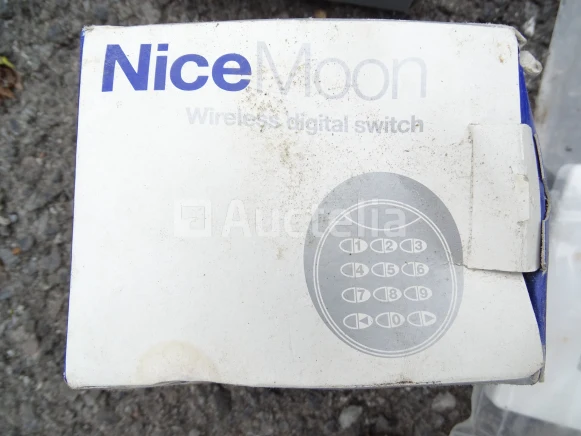 NiceMoon
Wireless digital switch
Auctelia
1 2 3
4 5 6
7 8 9
0